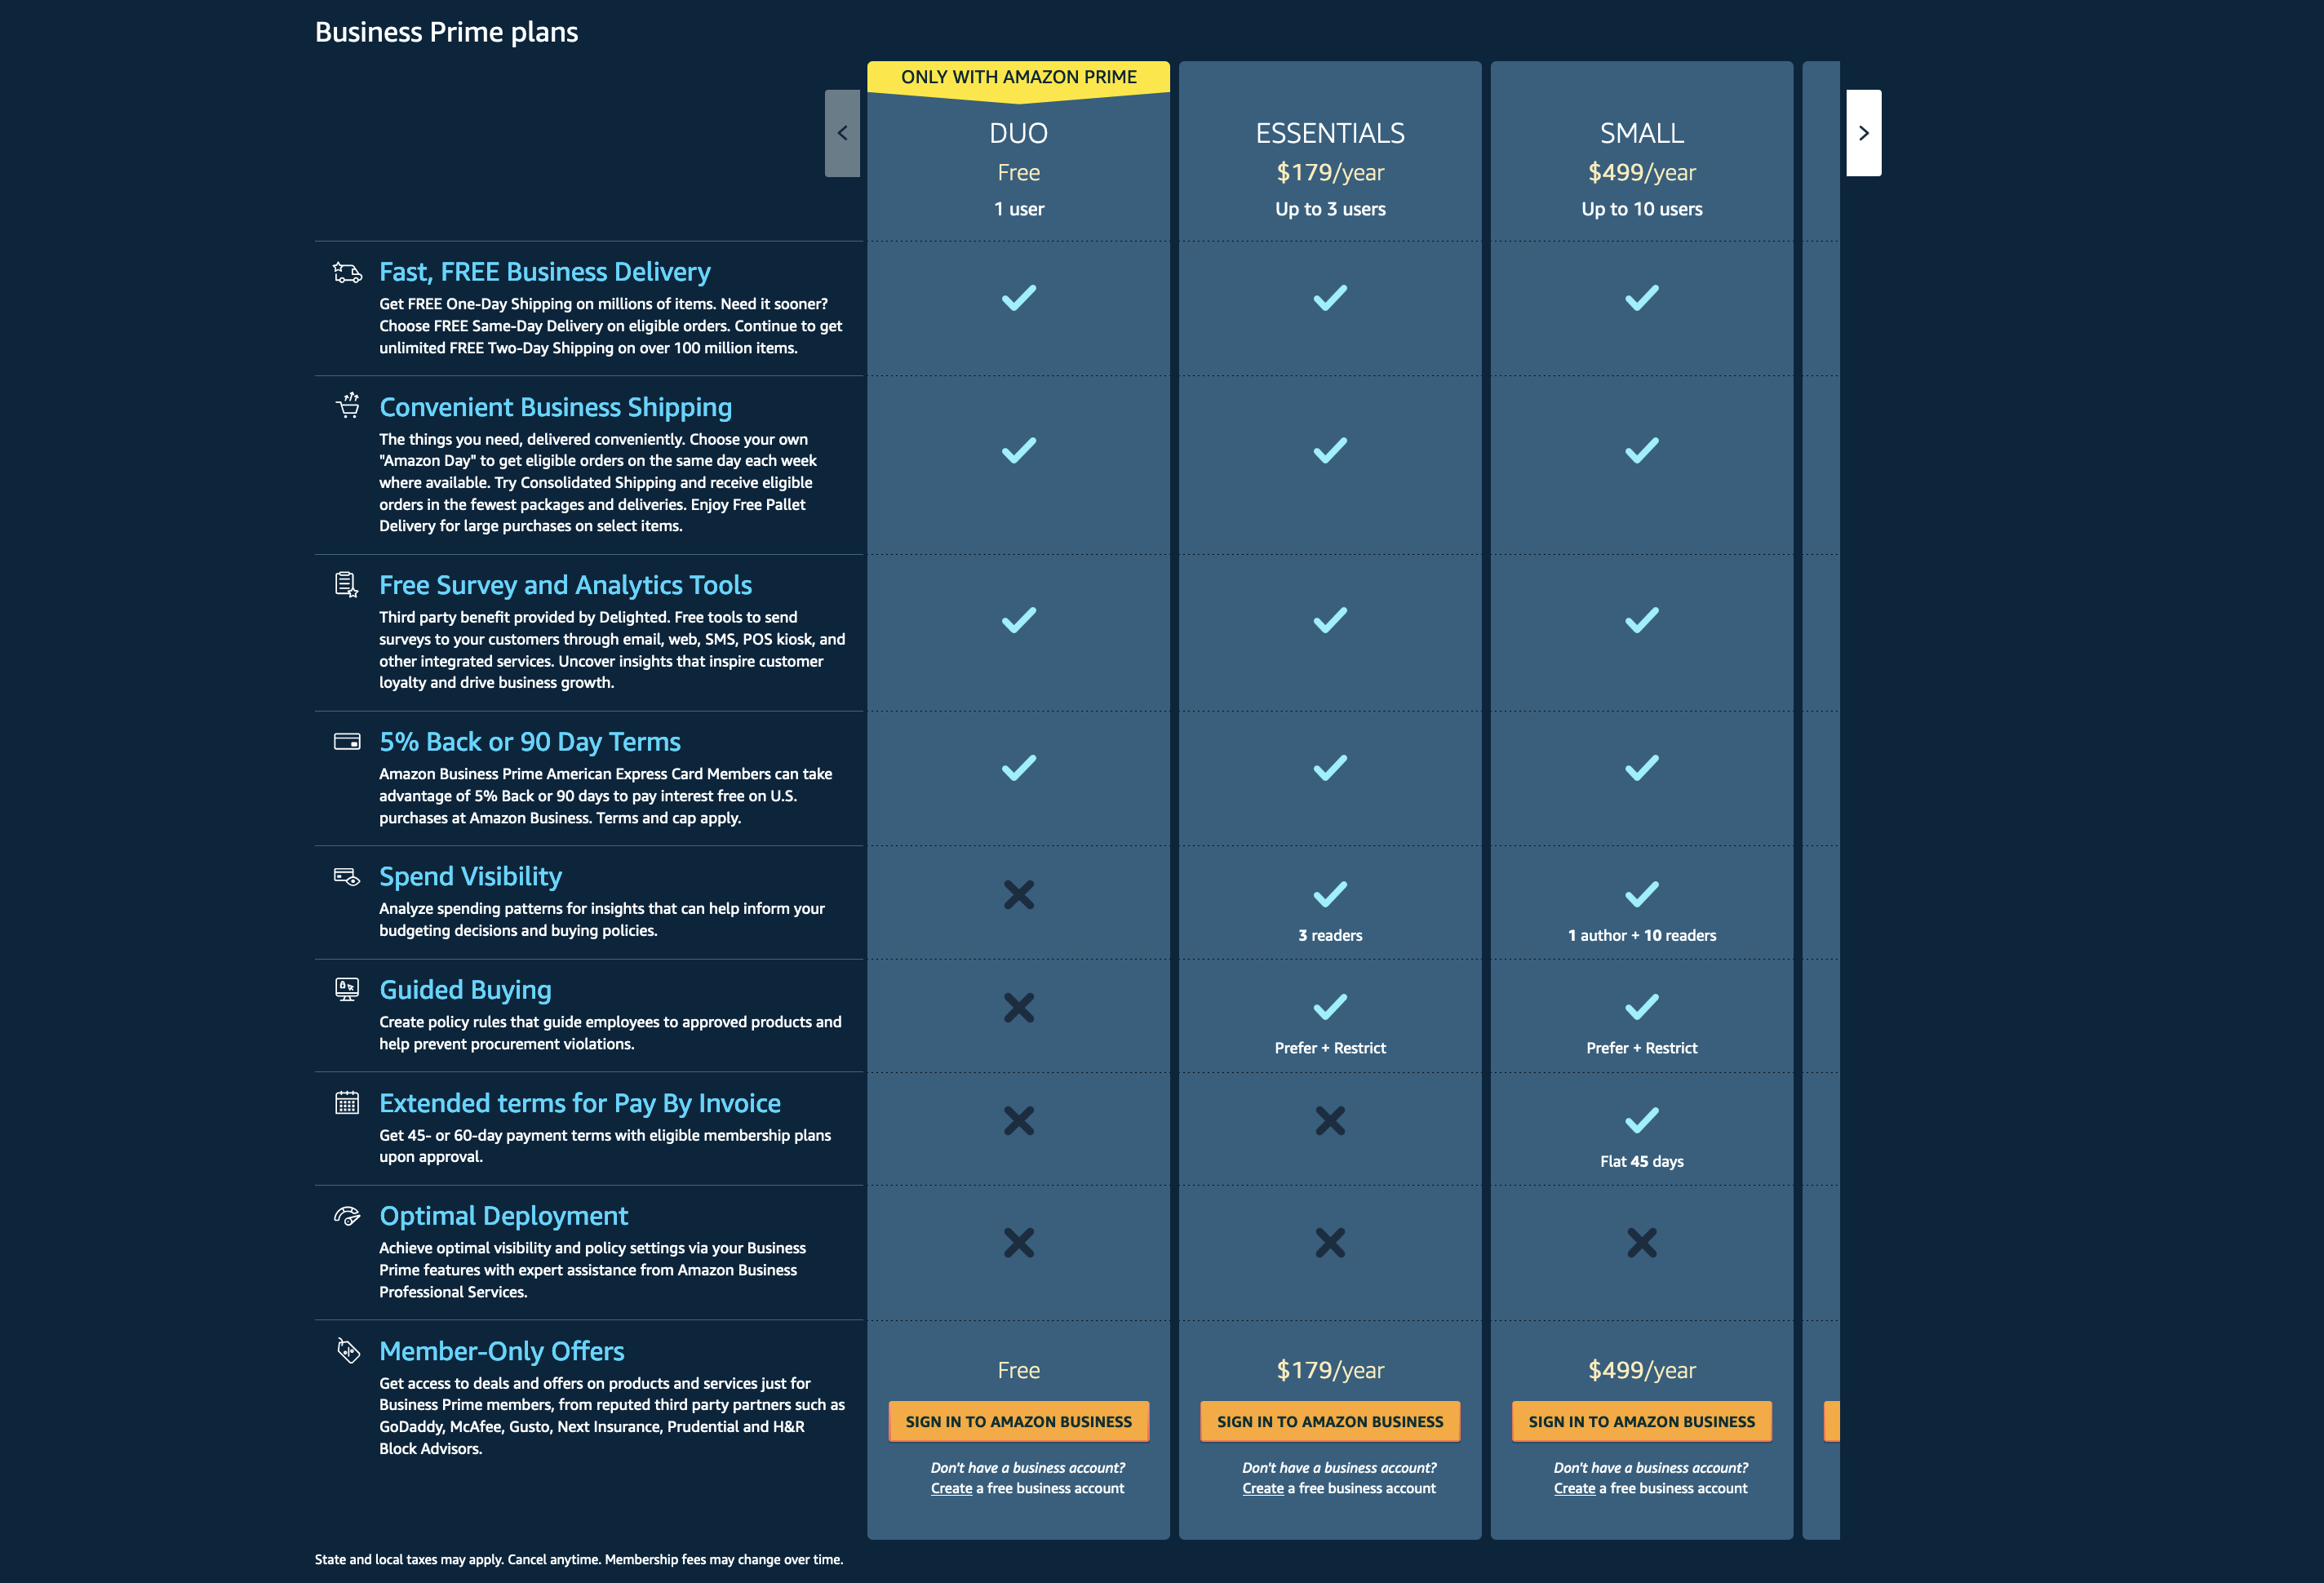 Business Prime plans
ONLY WITH AMAZON PRIME
DUO
Free
1 user
ESSENTIALS
$179/year
Up to 3 users
SMALL
$499/year
Up to 10 users
Fast, FREE Business Delivery
Get FREE One-Day Shipping on millions of items. Need it sooner?
Choose FREE Same-Day Delivery on eligible orders. Continue to get
unlimited FREE Two-Day Shipping on over 100 million items.
Convenient Business Shipping
The things you need, delivered conveniently. Choose your own
"Amazon Day" to get eligible orders on the same day each week
where available. Try Consolidated Shipping and receive eligible
orders in the fewest packages and deliveries. Enjoy Free Pallet
Delivery for large purchases on select items.
Free Survey and Analytics Tools
Third party benefit provided by Delighted. Free tools to send
surveys to your customers through email, web, SMS, POS kiosk, and
other integrated services. Uncover insights that inspire customer
loyalty and drive business growth.
5% Back or 90 Day Terms
Amazon Business Prime American Express Card Members can take
advantage of 5% Back or 90 days to pay interest free on U.S.
purchases at Amazon Business. Terms and cap apply.
Spend Visibility
Analyze spending patterns for insights that can help inform your
budgeting decisions and buying policies.
3 readers
1 author + 10 readers
Guided Buying
Create policy rules that guide employees to approved products and
help prevent procurement violations.
Prefer + Restrict
Prefer + Restrict
Extended terms for Pay By Invoice
Get 45- or 60-day payment terms with eligible membership plans
upon approval.
Flat 45 days
Optimal Deployment
Achieve optimal visibility and policy settings via your Business
Prime features with expert assistance from Amazon Business
Professional Services.
Member-Only Offers
Get access to deals and offers on products and services just for
Business Prime members, from reputed third party partners such as
GoDaddy, McAfee, Gusto, Next Insurance, Prudential and H&R
Block Advisors.
Free
SIGN IN TO AMAZON BUSINESS
Don't have a business account?
Create a free business account
$179/year
SIGN IN TO AMAZON BUSINESS
Don't have a business account?
Create a free business account
$499/year
SIGN IN TO AMAZON BUSINESS
Don't have a business account?
Create a free business account
State and local taxes may apply. Cancel anytime. Membership fees may change over time.